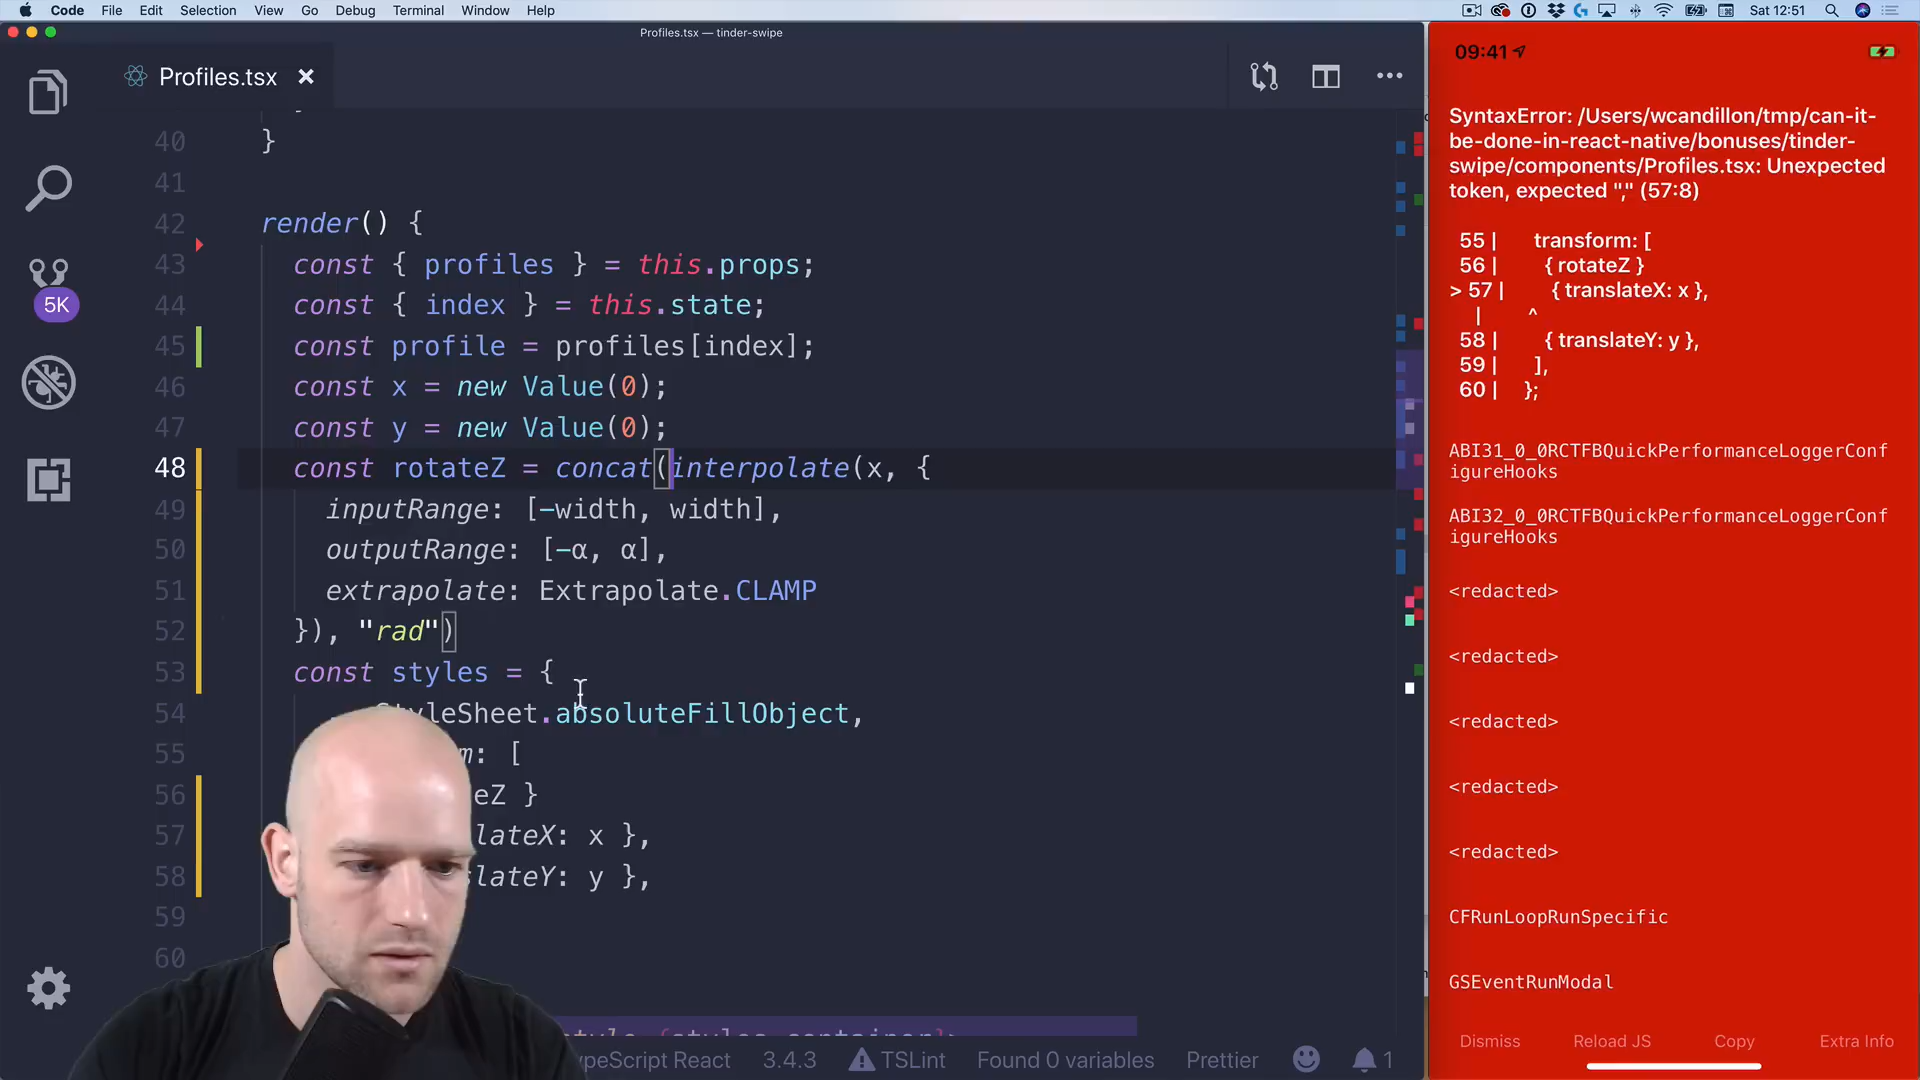 Code File Edit Selection View Go Debug Terminal Window Help Sat 12:51
Profiles.tsx — tinder-swipe
Profiles.tsx
5K
40 }
41
42 render() {
43 const { profiles } = this.props;
44 const { index } = this.state;
45 const profile = profiles[index];
46 const x = new Value(0);
47 const y = new Value(0);
48 const rotateZ = concat(interpolate(x, {
49 inputRange: [-width, width],
50 outputRange: [-α, α],
51 extrapolate: Extrapolate.CLAMP
52 }), "rad")
53 const styles = {
54 StyleSheet.absoluteFillObject,
55 m: [
56 eZ }
57 lateX: x },
58 slateY: y },
59
60
style={styles.container}>
ypeScript React 3.4.3 TSLint Found 0 variables Prettier 1
09:41
SyntaxError: /Users/wcandillon/tmp/can-it-
be-done-in-react-native/bonuses/tinder-
swipe/components/Profiles.tsx: Unexpected
token, expected "," (57:8)
55 | transform: [
56 | { rotateZ }
> 57 | { translateX: x },
| ^
58 | { translateY: y },
59 | ],
60 | };
ABI31_0_0RCTFBQuickPerformanceLoggerConf
igureHooks
ABI32_0_0RCTFBQuickPerformanceLoggerConf
igureHooks
<redacted>
<redacted>
<redacted>
<redacted>
<redacted>
CFRunLoopRunSpecific
GSEventRunModal
Dismiss Reload JS Copy Extra Info